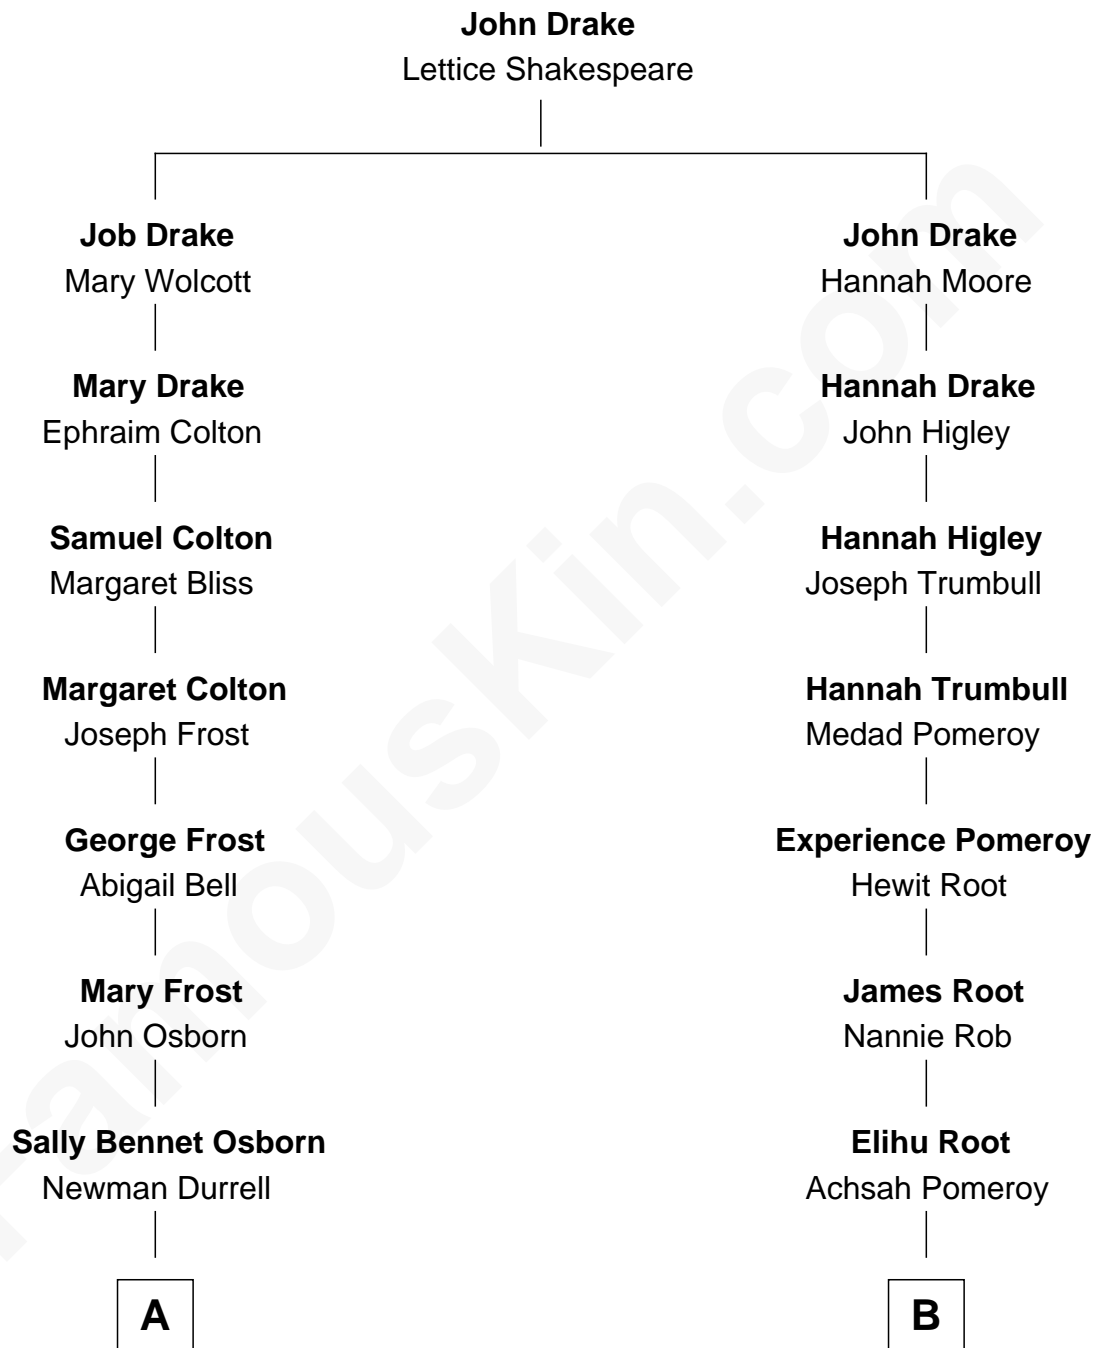 John Drake
Lettice Shakespeare
Job Drake
Mary Wolcott
John Drake
Hannah Moore
Mary Drake
Ephraim Colton
Hannah Drake
John Higley
Samuel Colton
Margaret Bliss
Hannah Higley
Joseph Trumbull
Margaret Colton
Joseph Frost
Hannah Trumbull
Medad Pomeroy
George Frost
Abigail Bell
Experience Pomeroy
Hewit Root
Mary Frost
John Osborn
James Root
Nannie Rob
Sally Bennet Osborn
Newman Durrell
Elihu Root
Achsah Pomeroy
A
B
FamousKin.com